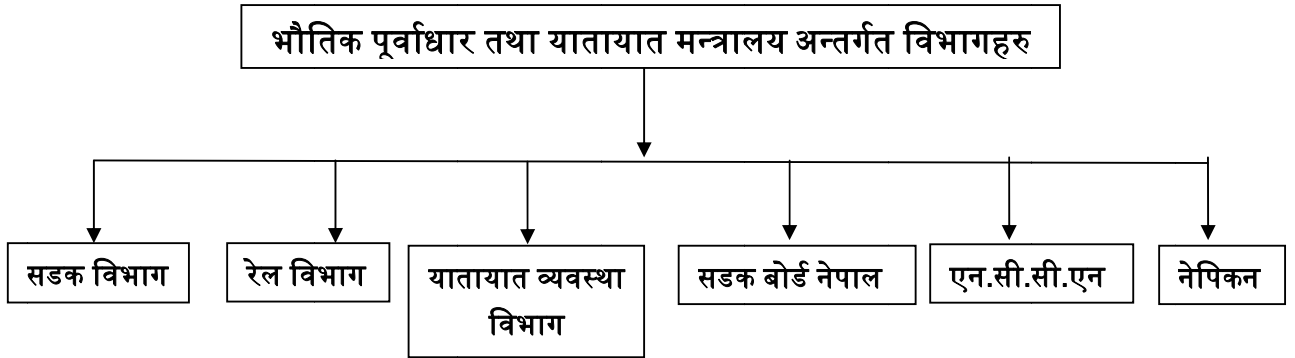 भौतिक पूर्वाधार तथा यातायात मन्त्रालय अन्तर्गत विभागहरु
सडक विभाग
रेल विभाग
यातायात व्यवस्था
विभाग
सडक बोर्ड नेपाल
एन.सी.सी.एन
नेपिकन